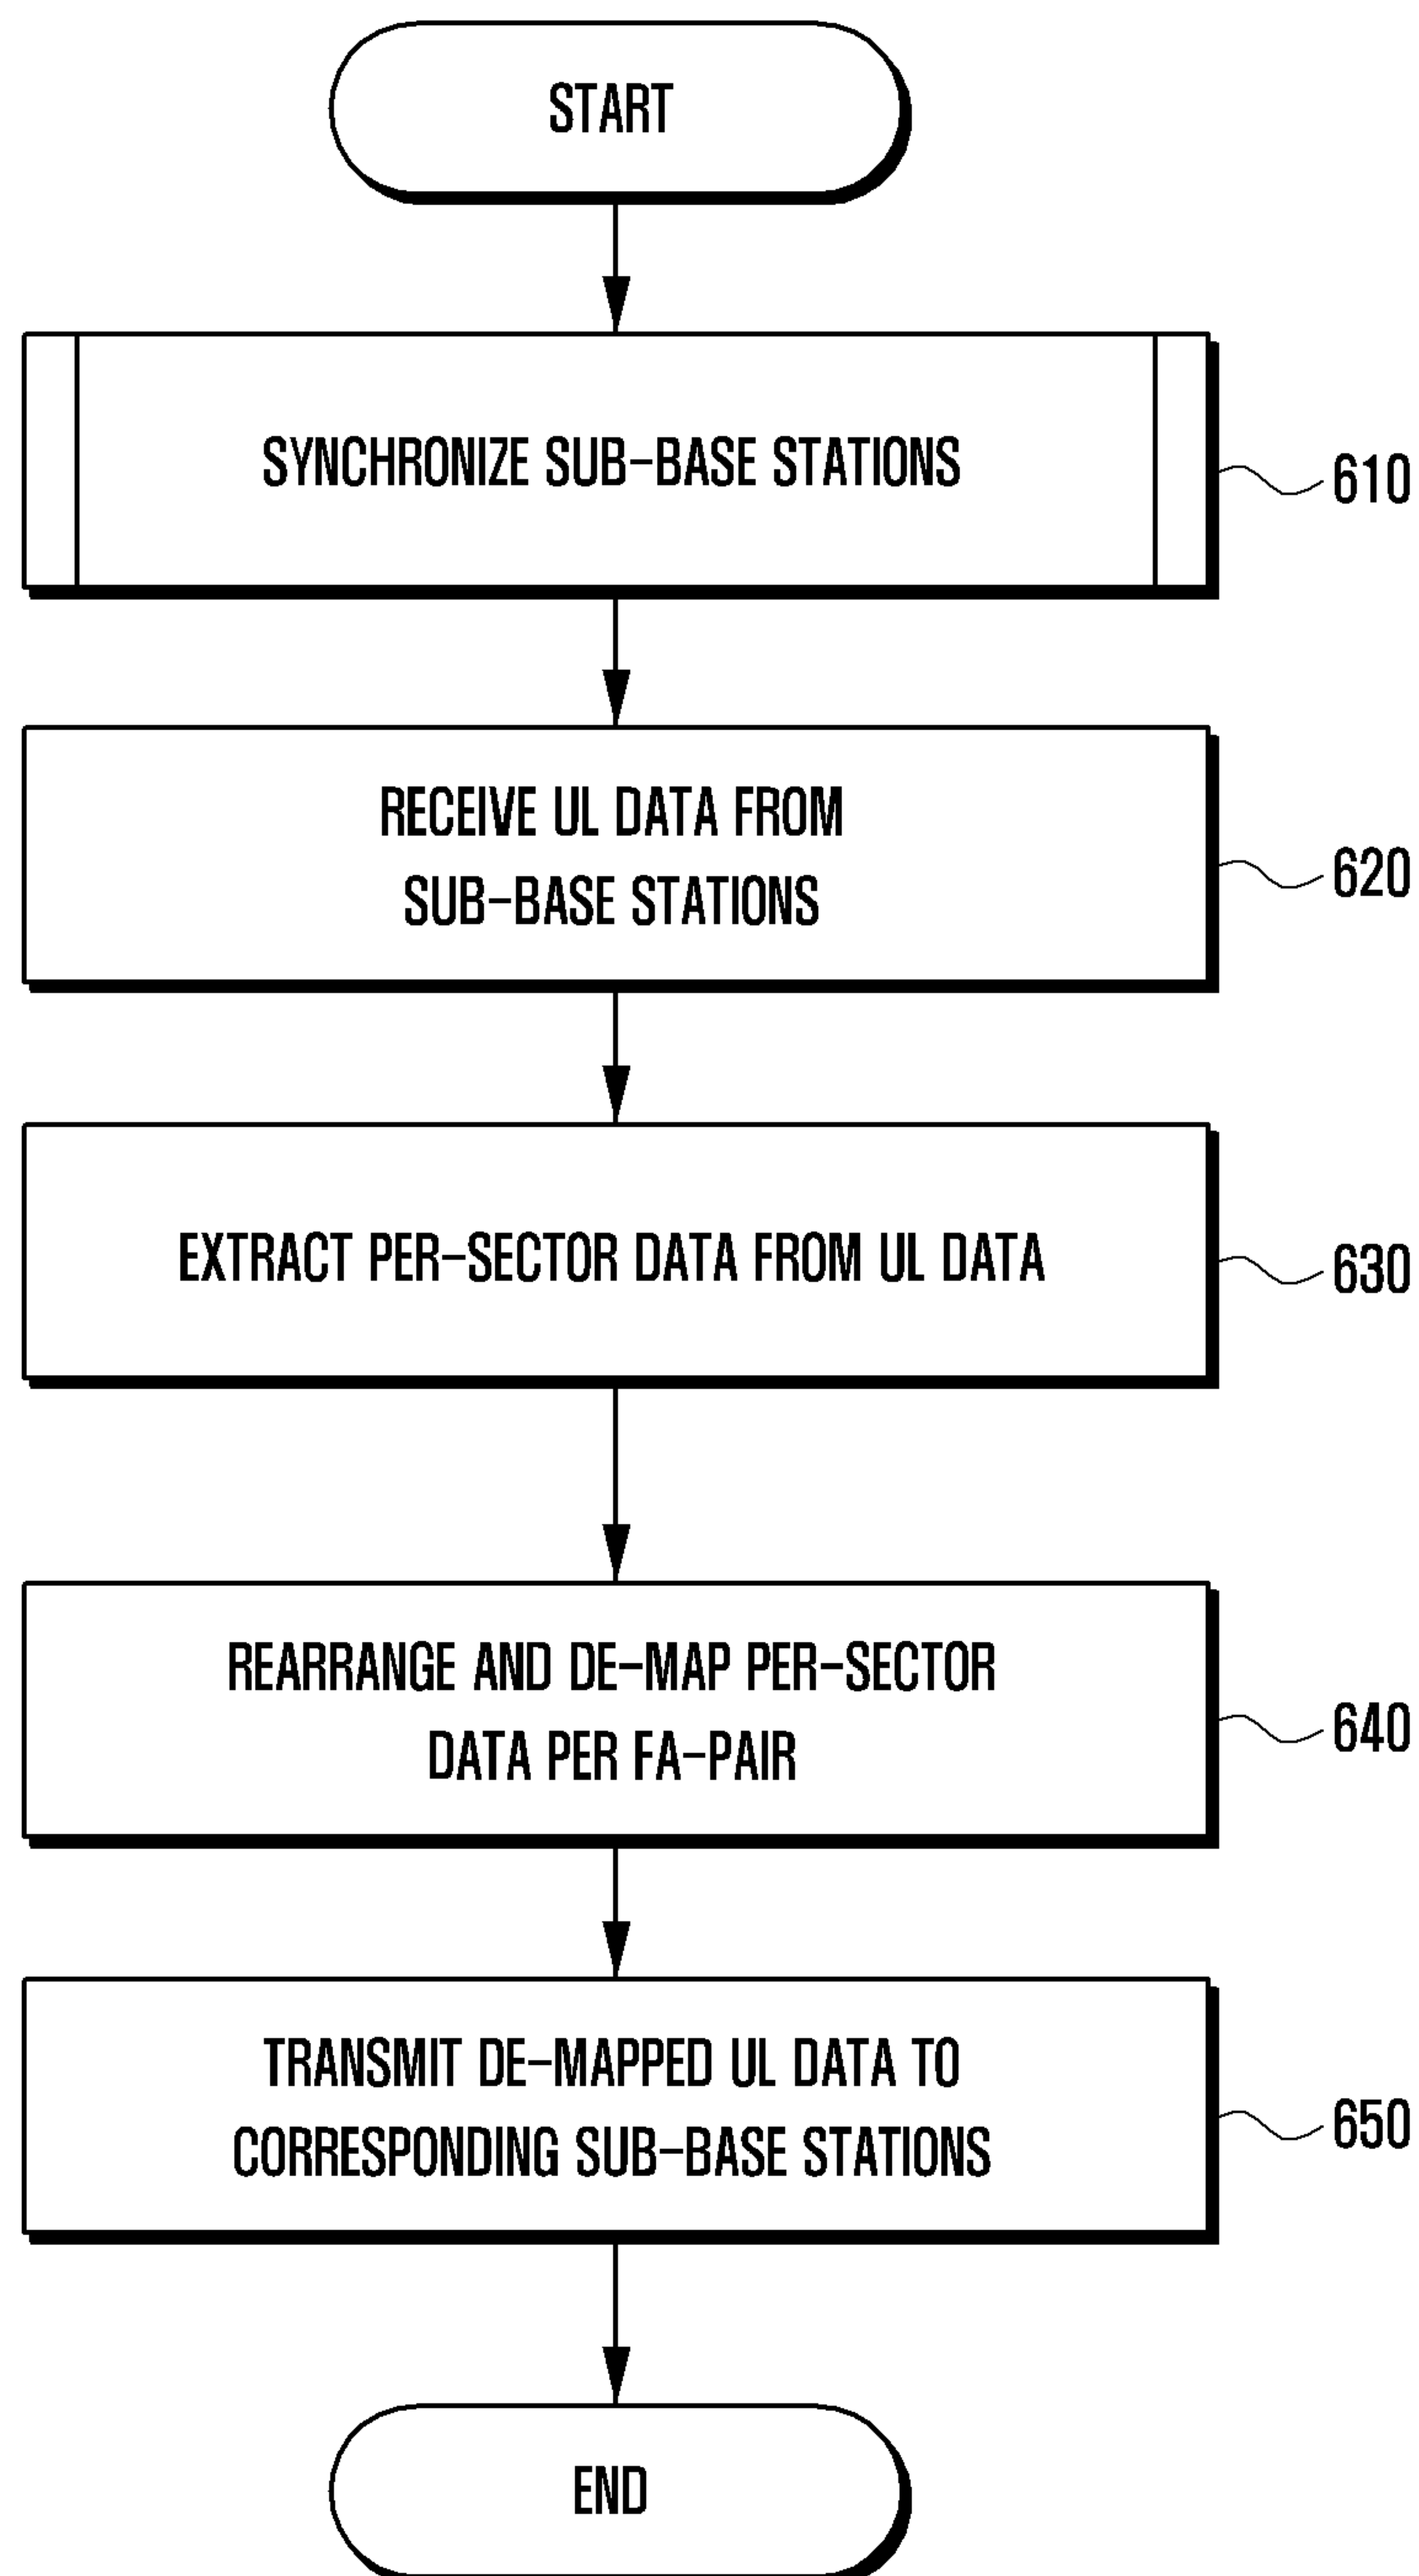 START
SYNCHRONIZE SUB-BASE STATIONS
610
RECEIVE UL DATA FROM
SUB-BASE STATIONS
620
EXTRACT PER-SECTOR DATA FROM UL DATA
630
REARRANGE AND DE-MAP PER-SECTOR
DATA PER FA-PAIR
640
TRANSMIT DE-MAPPED UL DATA TO
CORRESPONDING SUB-BASE STATIONS
650
END